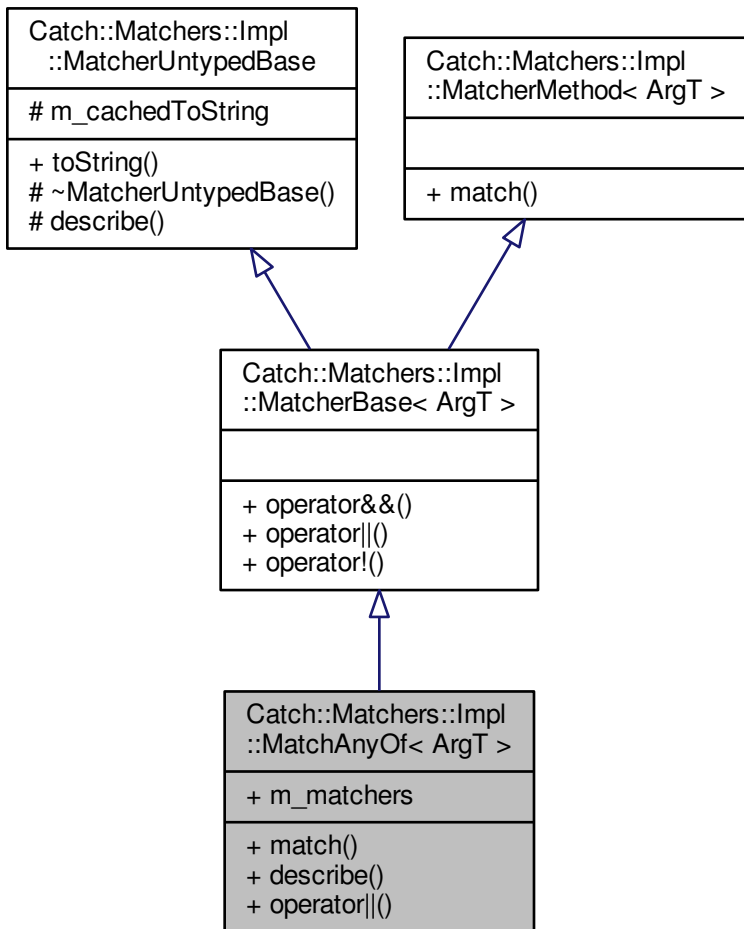 Catch::Matchers::Impl
::MatcherUntypedBase
# m_cachedToString
+ toString()
# ~MatcherUntypedBase()
# describe()
Catch::Matchers::Impl
::MatcherMethod< ArgT >
+ match()
Catch::Matchers::Impl
::MatcherBase< ArgT >
+ operator&&()
+ operator||()
+ operator!()
Catch::Matchers::Impl
::MatchAnyOf< ArgT >
+ m_matchers
+ match()
+ describe()
+ operator||()